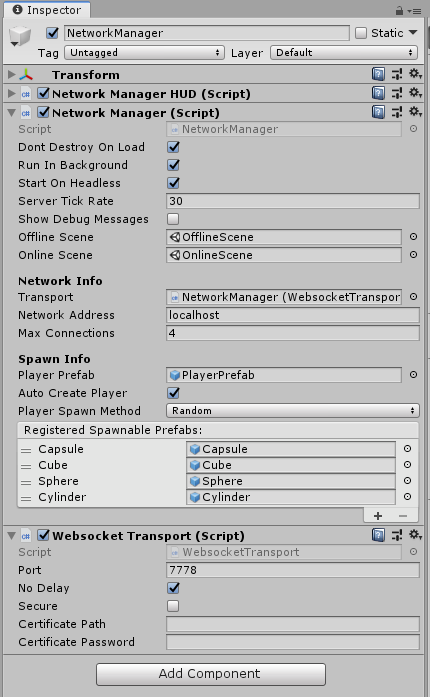 Inspector
NetworkManager Static
Tag Untagged Layer Default
Transform
Network Manager HUD (Script)
Network Manager (Script)
Script NetworkManager
Dont Destroy On Load
Run In Background
Start On Headless
Server Tick Rate 30
Show Debug Messages
Offline Scene OfflineScene
Online Scene OnlineScene
Network Info
Transport NetworkManager (WebsocketTranspor
Network Address localhost
Max Connections 4
Spawn Info
Player Prefab PlayerPrefab
Auto Create Player
Player Spawn Method Random
Registered Spawnable Prefabs:
Capsule Capsule
Cube Cube
Sphere Sphere
Cylinder Cylinder
+ −
Websocket Transport (Script)
Script WebsocketTransport
Port 7778
No Delay
Secure
Certificate Path
Certificate Password
Add Component